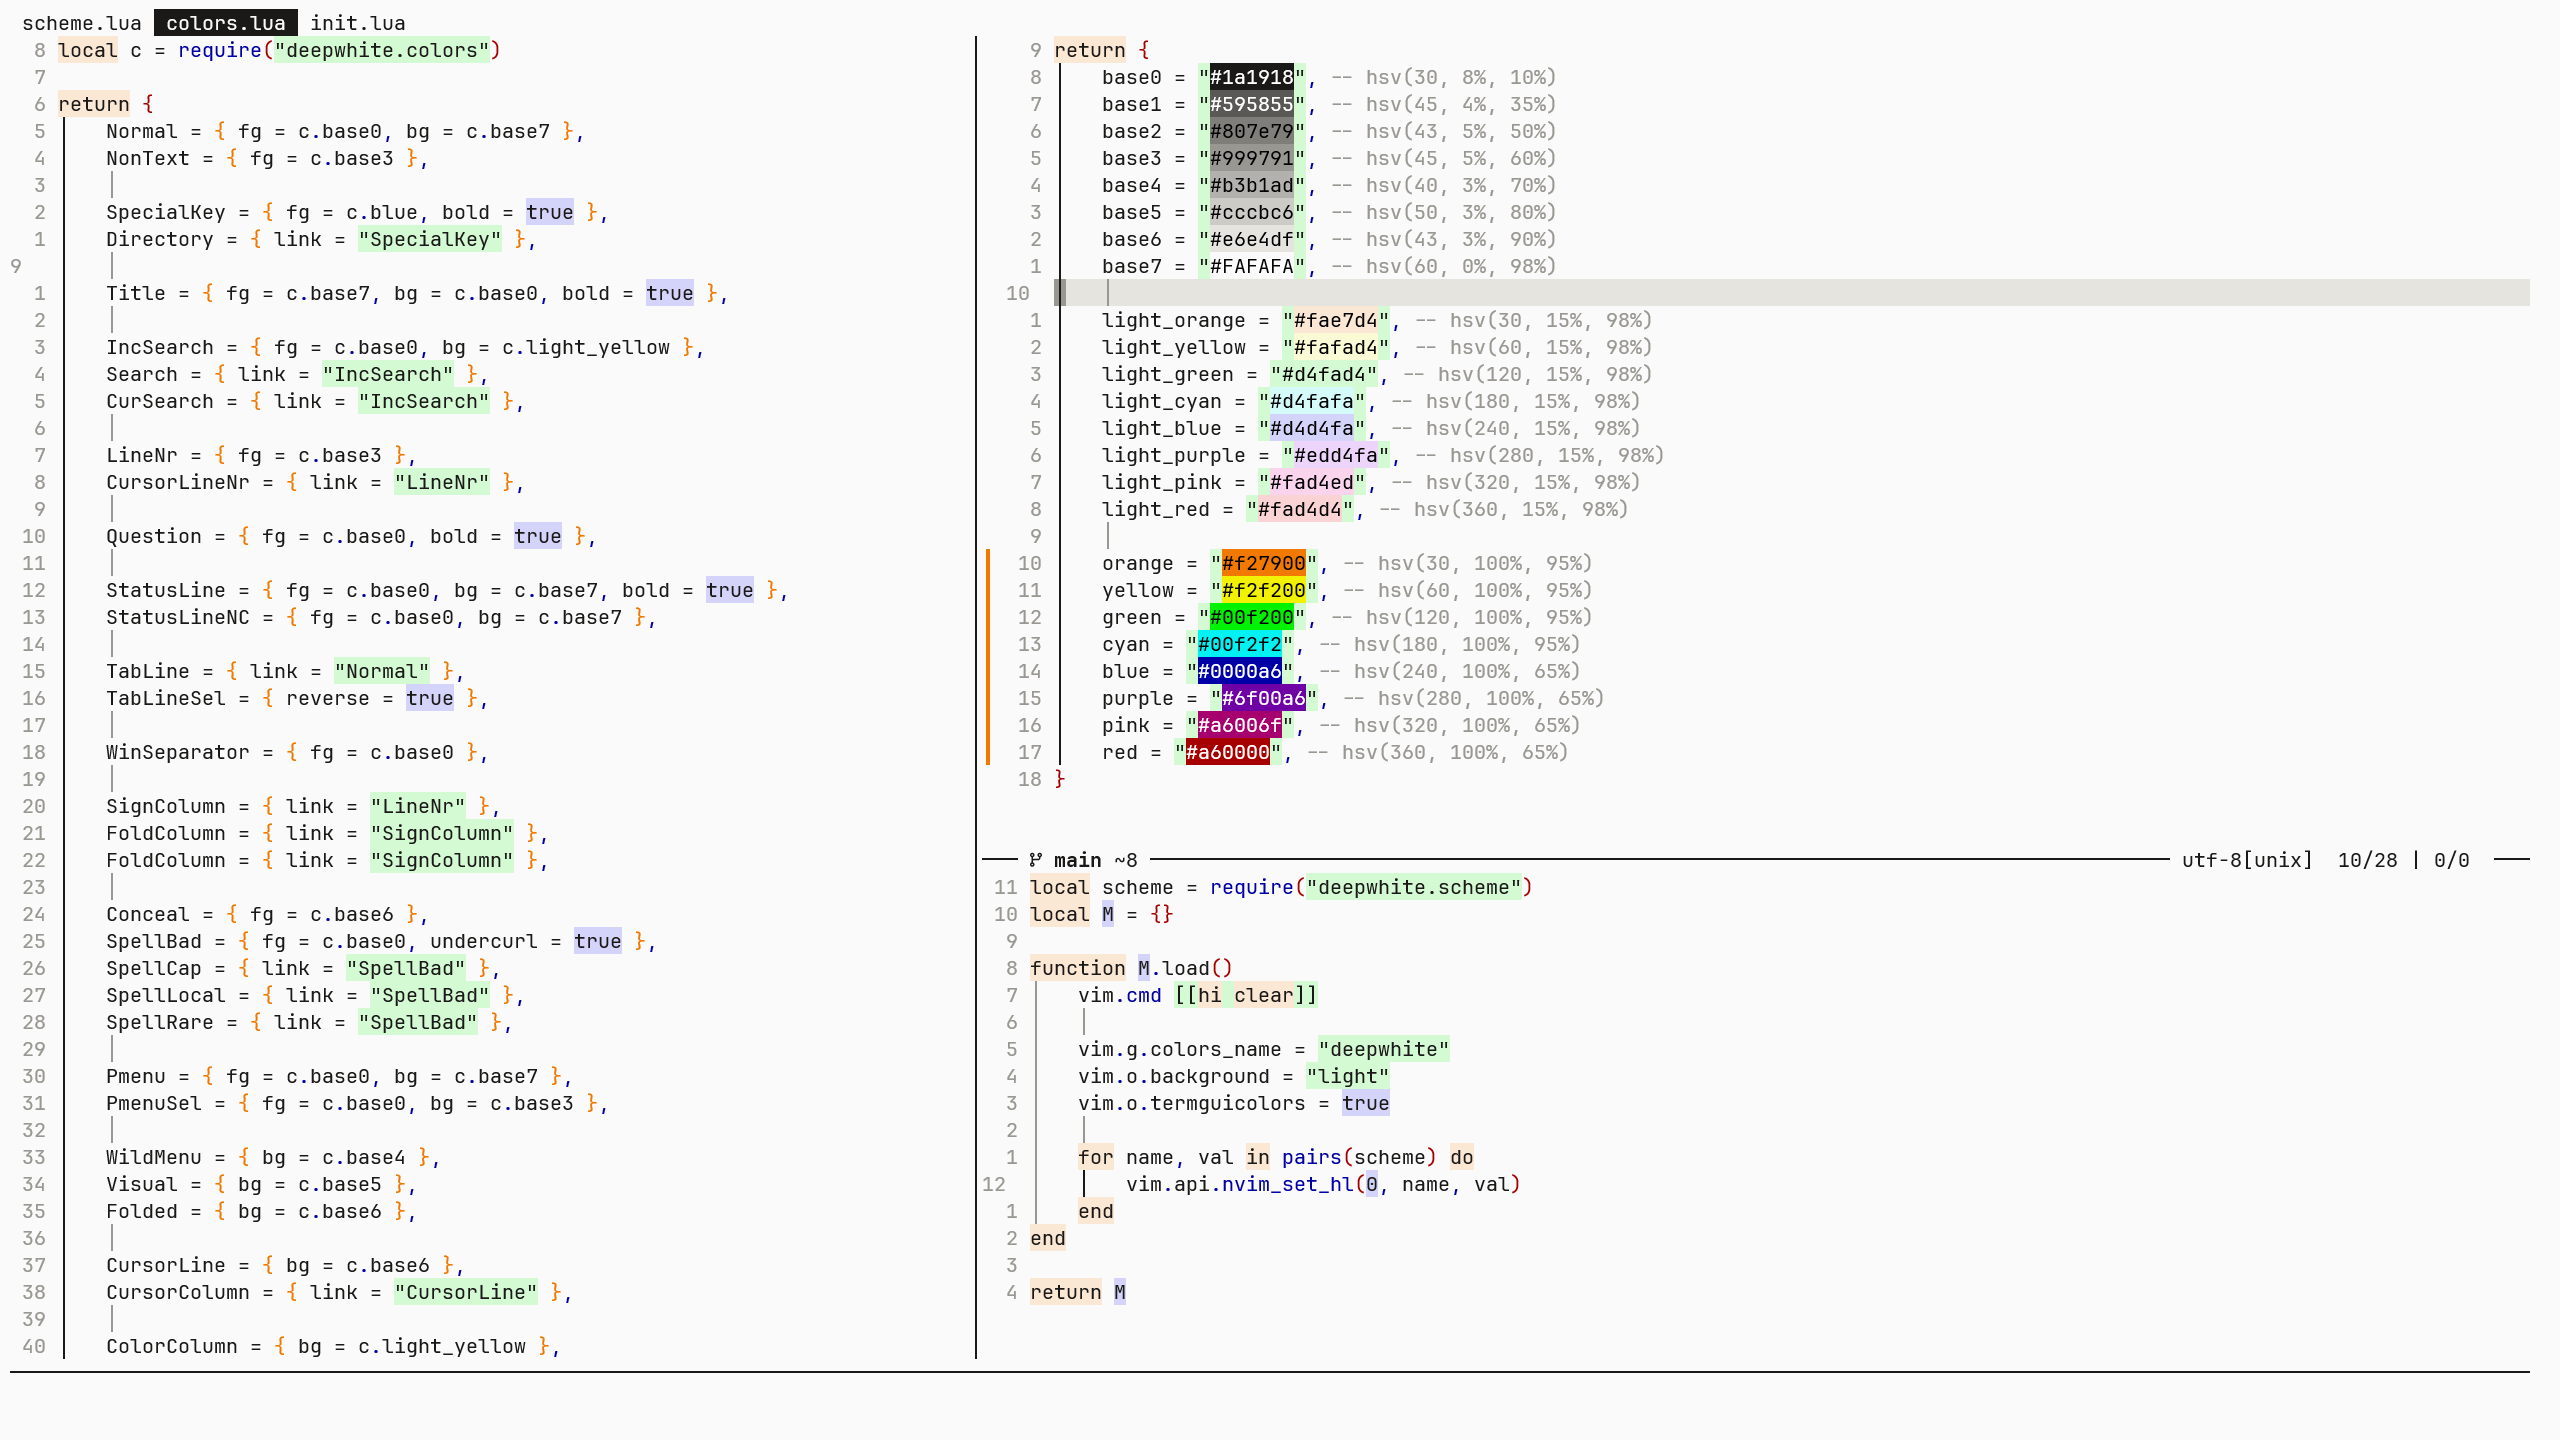 scheme.lua colors.lua init.lua
8 local c = require("deepwhite.colors")
7
6 return {
5 Normal = { fg = c.base0, bg = c.base7 },
4 NonText = { fg = c.base3 },
3
2 SpecialKey = { fg = c.blue, bold = true },
1 Directory = { link = "SpecialKey" },
9
1 Title = { fg = c.base7, bg = c.base0, bold = true },
2
3 IncSearch = { fg = c.base0, bg = c.light_yellow },
4 Search = { link = "IncSearch" },
5 CurSearch = { link = "IncSearch" },
6
7 LineNr = { fg = c.base3 },
8 CursorLineNr = { link = "LineNr" },
9
10 Question = { fg = c.base0, bold = true },
11
12 StatusLine = { fg = c.base0, bg = c.base7, bold = true },
13 StatusLineNC = { fg = c.base0, bg = c.base7 },
14
15 TabLine = { link = "Normal" },
16 TabLineSel = { reverse = true },
17
18 WinSeparator = { fg = c.base0 },
19
20 SignColumn = { link = "LineNr" },
21 FoldColumn = { link = "SignColumn" },
22 FoldColumn = { link = "SignColumn" },
23
24 Conceal = { fg = c.base6 },
25 SpellBad = { fg = c.base0, undercurl = true },
26 SpellCap = { link = "SpellBad" },
27 SpellLocal = { link = "SpellBad" },
28 SpellRare = { link = "SpellBad" },
29
30 Pmenu = { fg = c.base0, bg = c.base7 },
31 PmenuSel = { fg = c.base0, bg = c.base3 },
32
33 WildMenu = { bg = c.base4 },
34 Visual = { bg = c.base5 },
35 Folded = { bg = c.base6 },
36
37 CursorLine = { bg = c.base6 },
38 CursorColumn = { link = "CursorLine" },
39
40 ColorColumn = { bg = c.light_yellow },
9 return {
8 base0 = "#1a1918", -- hsv(30, 8%, 10%)
7 base1 = "#595855", -- hsv(45, 4%, 35%)
6 base2 = "#807e79", -- hsv(43, 5%, 50%)
5 base3 = "#999791", -- hsv(45, 5%, 60%)
4 base4 = "#b3b1ad", -- hsv(40, 3%, 70%)
3 base5 = "#cccbc6", -- hsv(50, 3%, 80%)
2 base6 = "#e6e4df", -- hsv(43, 3%, 90%)
1 base7 = "#FAFAFA", -- hsv(60, 0%, 98%)
10
1 light_orange = "#fae7d4", -- hsv(30, 15%, 98%)
2 light_yellow = "#fafad4", -- hsv(60, 15%, 98%)
3 light_green = "#d4fad4", -- hsv(120, 15%, 98%)
4 light_cyan = "#d4fafa", -- hsv(180, 15%, 98%)
5 light_blue = "#d4d4fa", -- hsv(240, 15%, 98%)
6 light_purple = "#edd4fa", -- hsv(280, 15%, 98%)
7 light_pink = "#fad4ed", -- hsv(320, 15%, 98%)
8 light_red = "#fad4d4", -- hsv(360, 15%, 98%)
9
10 orange = "#f27900", -- hsv(30, 100%, 95%)
11 yellow = "#f2f200", -- hsv(60, 100%, 95%)
12 green = "#00f200", -- hsv(120, 100%, 95%)
13 cyan = "#00f2f2", -- hsv(180, 100%, 95%)
14 blue = "#0000a6", -- hsv(240, 100%, 65%)
15 purple = "#6f00a6", -- hsv(280, 100%, 65%)
16 pink = "#a6006f", -- hsv(320, 100%, 65%)
17 red = "#a60000", -- hsv(360, 100%, 65%)
18 }
main ~8 utf-8[unix] 10/28 | 0/0
11 local scheme = require("deepwhite.scheme")
10 local M = {}
9
8 function M.load()
7 vim.cmd [[hi clear]]
6
5 vim.g.colors_name = "deepwhite"
4 vim.o.background = "light"
3 vim.o.termguicolors = true
2
1 for name, val in pairs(scheme) do
12 vim.api.nvim_set_hl(0, name, val)
1 end
2 end
3
4 return M